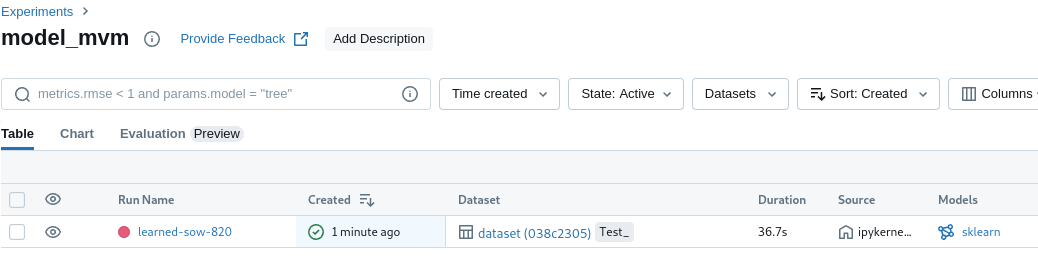 Experiments >
model_mvm Provide Feedback Add Description
metrics.rmse < 1 and params.model = "tree" Time created State: Active Datasets Sort: Created Columns
Table Chart Evaluation Preview
Run Name Created Dataset Duration Source Models
learned-sow-820 1 minute ago dataset (038c2305) Test_ 36.7s ipykerne... sklearn